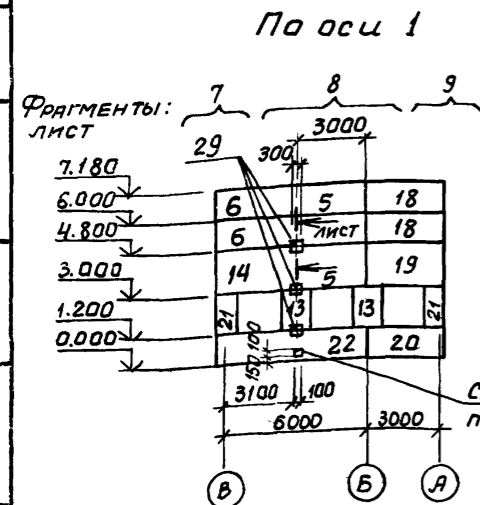 По оси 1
7 8 9
Фрагменты:
лист
3000
29 300
7.180
6.000
4.800
3.000
1.200
0.000
6 5 18
лист
6 18
14 5 19
21 13 13 21
100
150
22 20
3100 100
С
п
6000 3000
В Б А